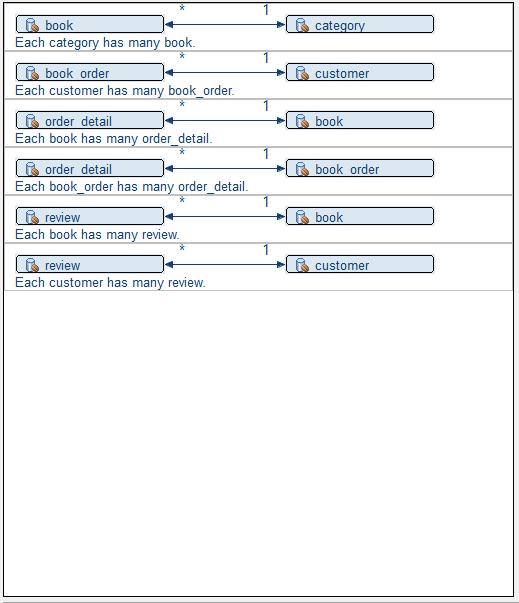 * 1
book category
Each category has many book.
* 1
book_order customer
Each customer has many book_order.
* 1
order_detail book
Each book has many order_detail.
* 1
order_detail book_order
Each book_order has many order_detail.
* 1
review book
Each book has many review.
* 1
review customer
Each customer has many review.